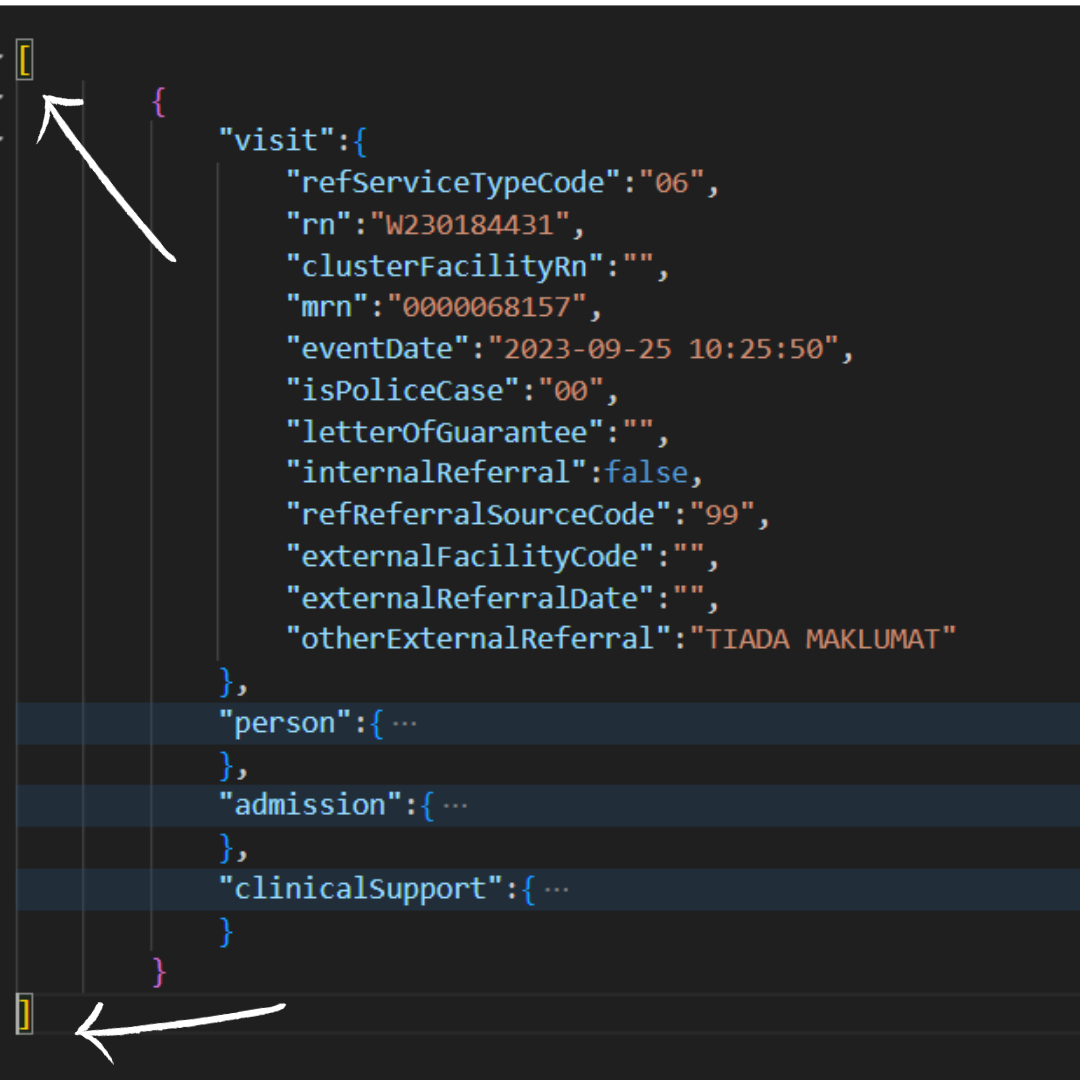 [
{
"visit":{
"refServiceTypeCode":"06",
"rn":"W230184431",
"clusterFacilityRn":"",
"mrn":"0000068157",
"eventDate":"2023-09-25 10:25:50",
"isPoliceCase":"00",
"letterOfGuarantee":"",
"internalReferral":false,
"refReferralSourceCode":"99",
"externalFacilityCode":"",
"externalReferralDate":"",
"otherExternalReferral":"TIADA MAKLUMAT"
},
"person":{ ···
},
"admission":{ ···
},
"clinicalSupport":{ ···
}
}
]